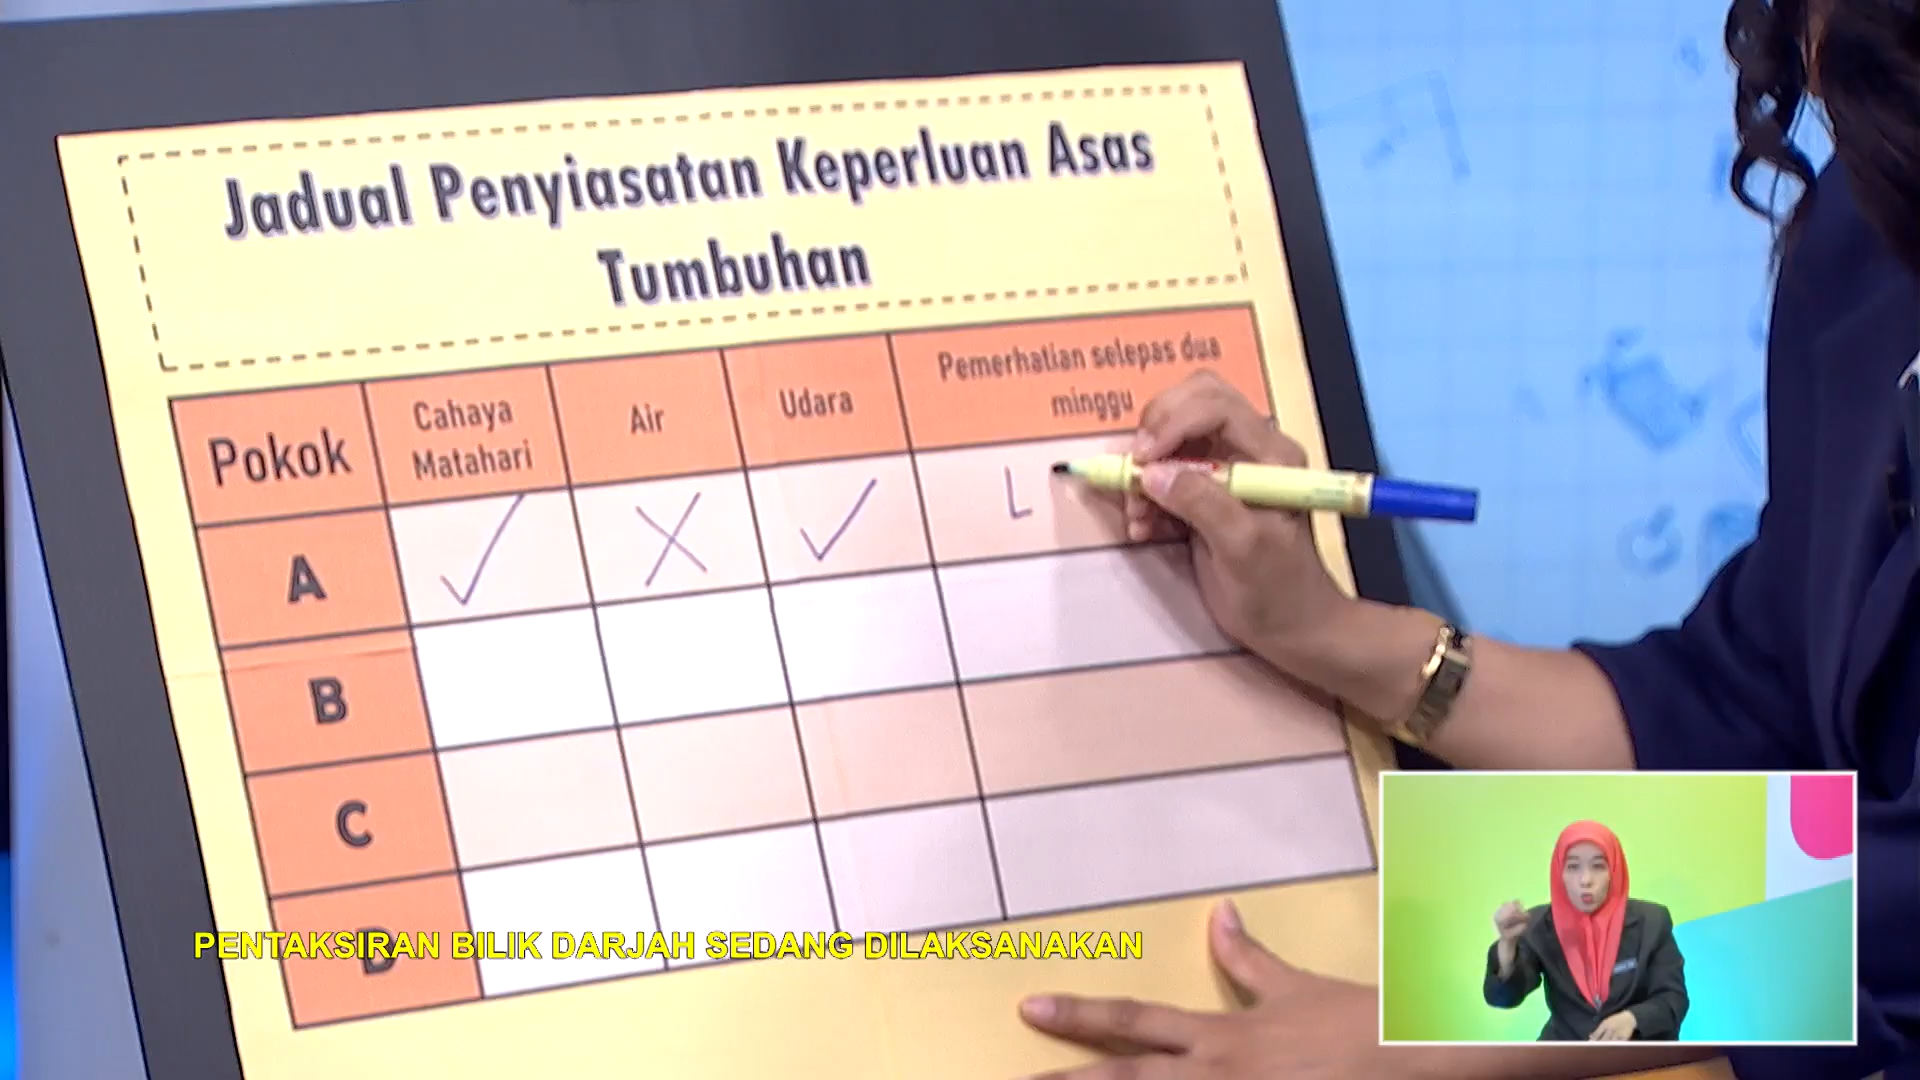 Jadual Penyiasatan Keperluan Asas
Tumbuhan
Pokok
Cahaya
Matahari
Air
Udara
Pemerhatian selepas dua
minggu
A
✓
X
✓
L
B
C
D
PENTAKSIRAN BILIK DARJAH SEDANG DILAKSANAKAN